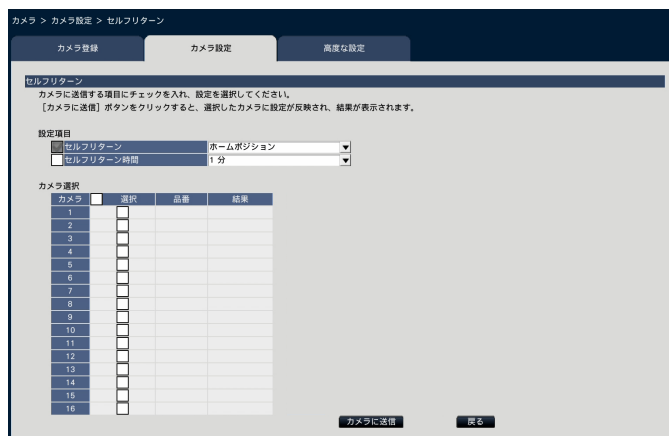 カメラ > カメラ設定 > セルフリターン
カメラ登録 カメラ設定 高度な設定
セルフリターン
カメラに送信する項目にチェックを入れ、設定を選択してください。
［カメラに送信］ボタンをクリックすると、選択したカメラに設定が反映され、結果が表示されます。
設定項目
セルフリターン ホームポジション
セルフリターン時間 1 分
カメラ選択
カメラ 選択 品番 結果
1
2
3
4
5
6
7
8
9
10
11
12
13
14
15
16
カメラに送信 戻る